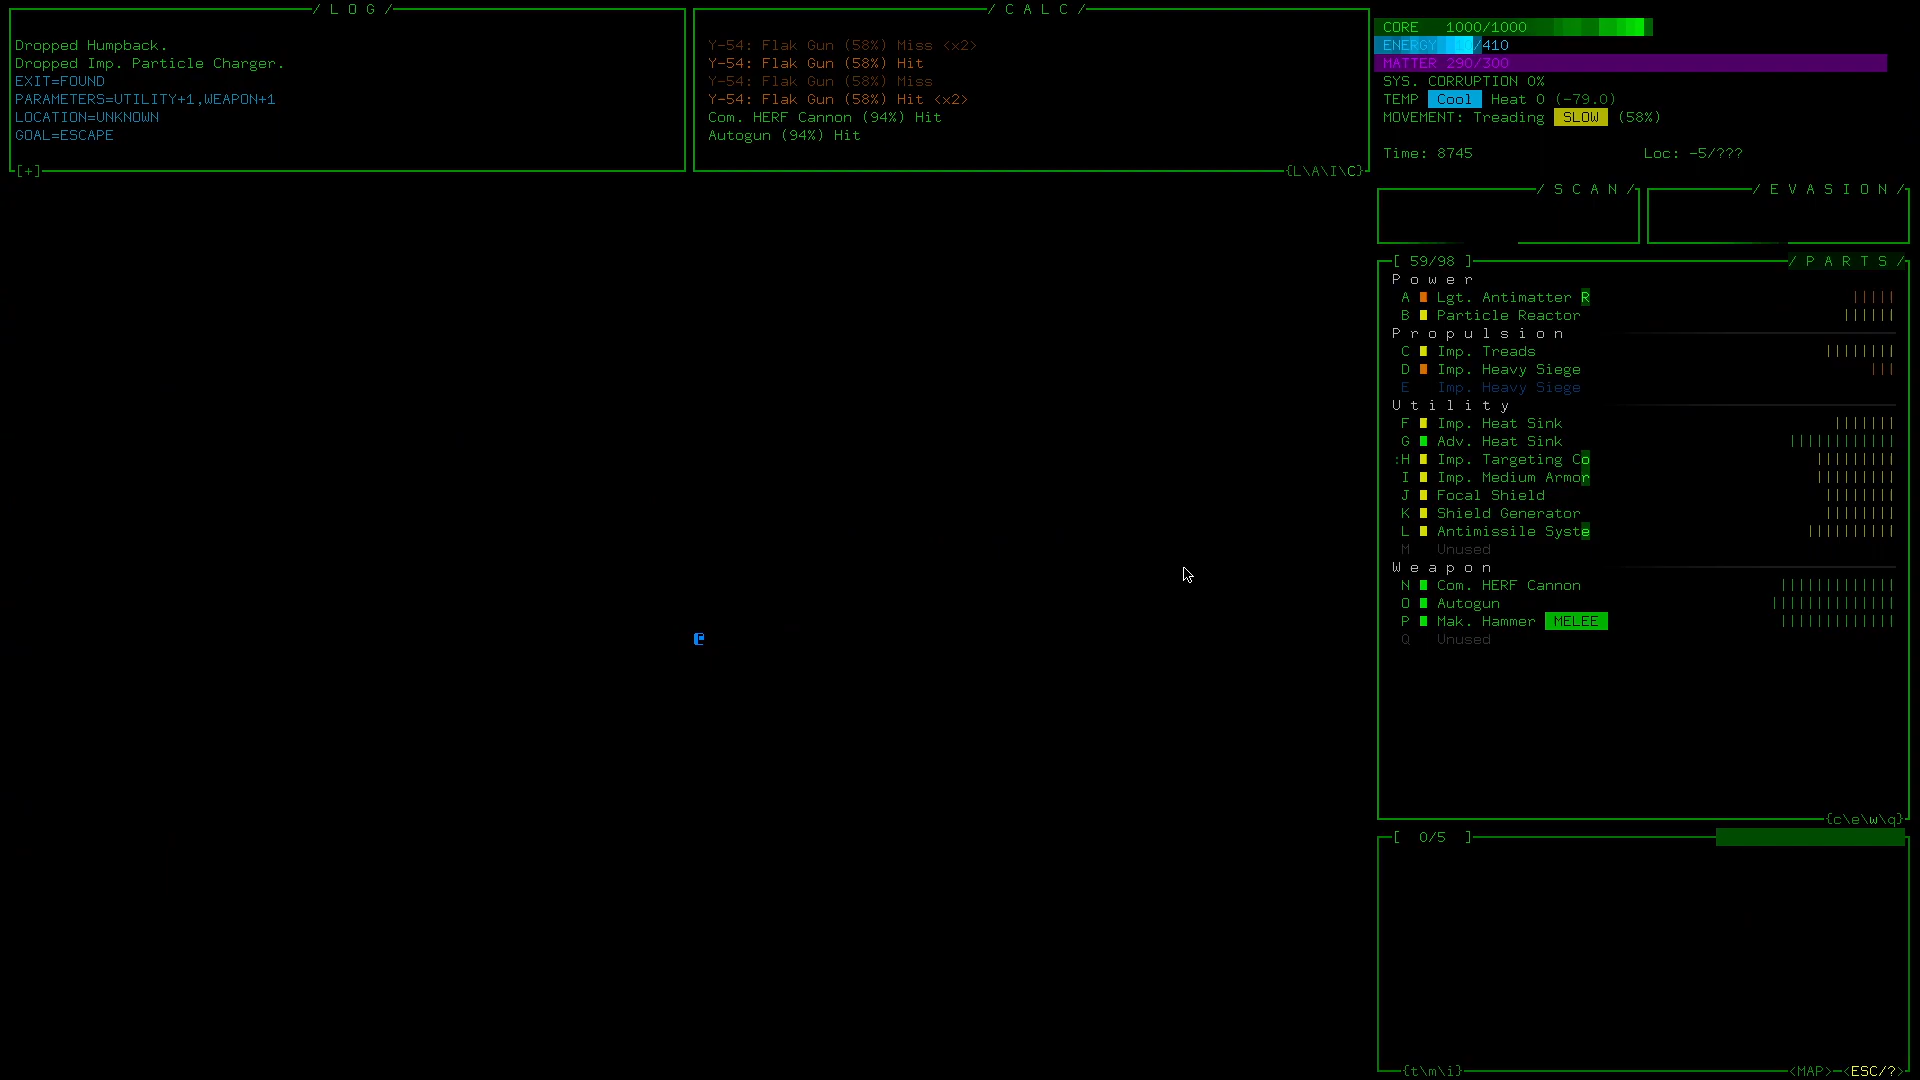 / L O G /
Dropped Humpback.
Dropped Imp. Particle Charger.
EXIT=FOUND
PARAMETERS=UTILITY+1,WEAPON+1
LOCATION=UNKNOWN
GOAL=ESCAPE
[+]
/ C A L C /
Y-54: Flak Gun (58%) Miss <x2>
Y-54: Flak Gun (58%) Hit
Y-54: Flak Gun (58%) Miss
Y-54: Flak Gun (58%) Hit <x2>
Com. HERF Cannon (94%) Hit
Autogun (94%) Hit
{L\A\I\C}
CORE 1000/1000
ENERGY /410
MATTER 290/300
SYS. CORRUPTION 0%
TEMP Cool Heat 0 (-79.0)
MOVEMENT: Treading SLOW (58%)
Time: 8745 Loc: -5/???
/ S C A N /
/ E V A S I O N /
[ 59/98 ] / P A R T S /
P o w e r
A Lgt. Antimatter R
B Particle Reactor
P r o p u l s i o n
C Imp. Treads
D Imp. Heavy Siege
E Imp. Heavy Siege
U t i l i t y
F Imp. Heat Sink
G Adv. Heat Sink
:H Imp. Targeting Co
I Imp. Medium Armor
J Focal Shield
K Shield Generator
L Antimissile Syste
M Unused
W e a p o n
N Com. HERF Cannon
O Autogun
P Mak. Hammer MELEE
Q Unused
{c\e\w\q}
[ 0/5 ]
{t\m\i}
<MAP>-<ESC/?>